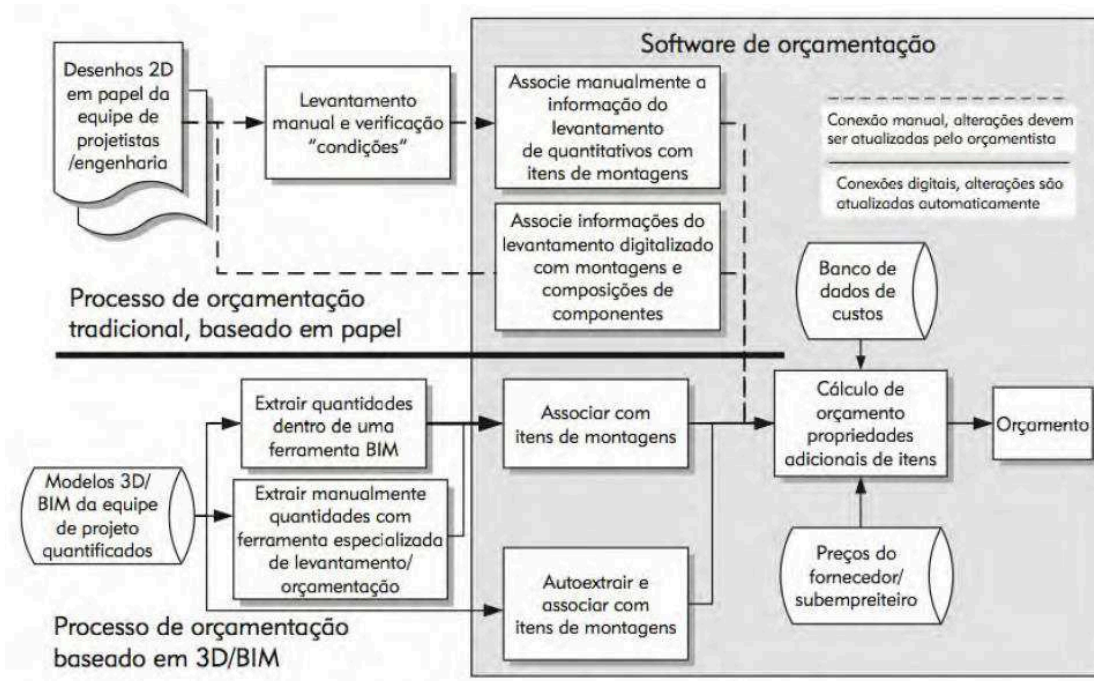 Software de orçamentação
Desenhos 2D
em papel da
equipe de
projetistas
/engenharia
Levantamento
manual e verificação
“condições”
Associe manualmente a
informação do
levantamento
de quantitativos com
itens de montagens
Conexão manual, alterações devem
ser atualizadas pelo orçamentista
Conexões digitais, alterações são
atualizadas automaticamente
Associe informações do
levantamento digitalizado
com montagens e
composições de
componentes
Processo de orçamentação
tradicional, baseado em papel
Banco de
dados de
custos
Extrair quantidades
dentro de uma
ferramenta BIM
Associar com
itens de montagens
Cálculo de
orçamento
propriedades
adicionais de itens
Orçamento
Modelos 3D/
BIM da equipe
de projeto
quantificados
Extrair manualmente
quantidades com
ferramenta especializada
de levantamento/
orçamentação
Autoextrair e
associar com
itens de montagens
Preços do
fornecedor/
subempreiteiro
Processo de orçamentação
baseado em 3D/BIM